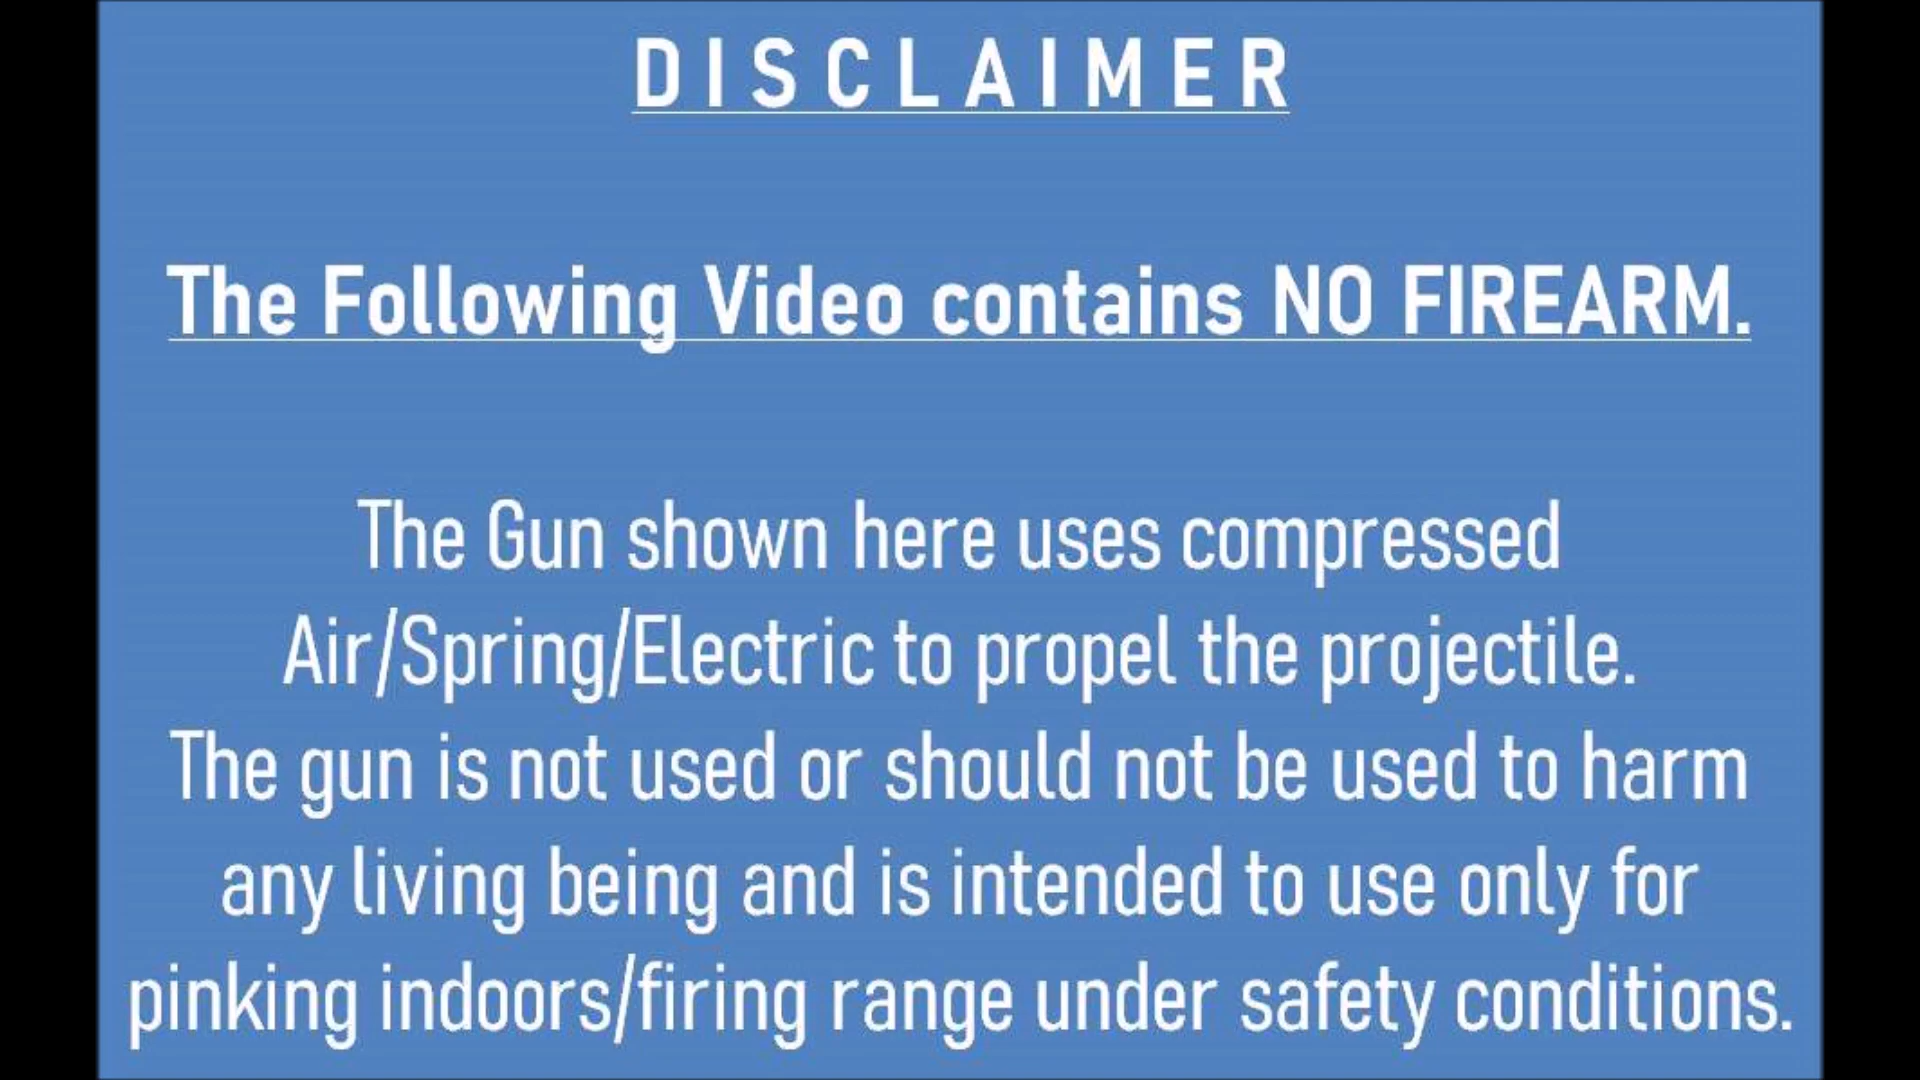 D I S C L A I M E R
The Following Video contains NO FIREARM.
The Gun shown here uses compressed
Air/Spring/Electric to propel the projectile.
The gun is not used or should not be used to harm
any living being and is intended to use only for
pinking indoors/firing range under safety conditions.